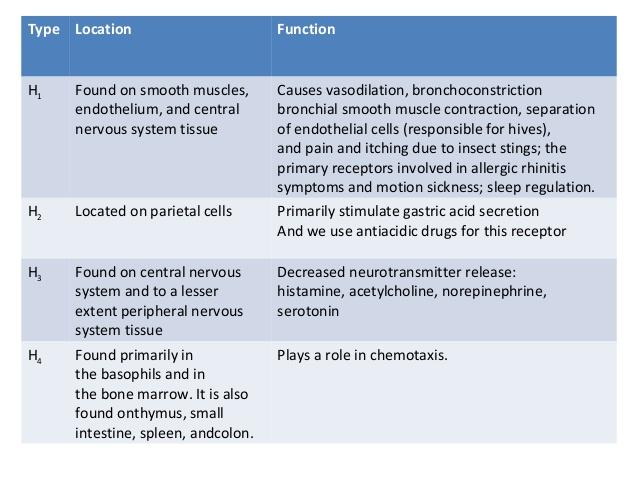 Type Location Function
H1 Found on smooth muscles, endothelium, and central nervous system tissue
Causes vasodilation, bronchoconstriction
bronchial smooth muscle contraction, separation
of endothelial cells (responsible for hives),
and pain and itching due to insect stings; the
primary receptors involved in allergic rhinitis
symptoms and motion sickness; sleep regulation.
H2 Located on parietal cells
Primarily stimulate gastric acid secretion
And we use antiacidic drugs for this receptor
H3 Found on central nervous
system and to a lesser
extent peripheral nervous
system tissue
Decreased neurotransmitter release:
histamine, acetylcholine, norepinephrine,
serotonin
H4 Found primarily in
the basophils and in
the bone marrow. It is also
found onthymus, small
intestine, spleen, andcolon.
Plays a role in chemotaxis.